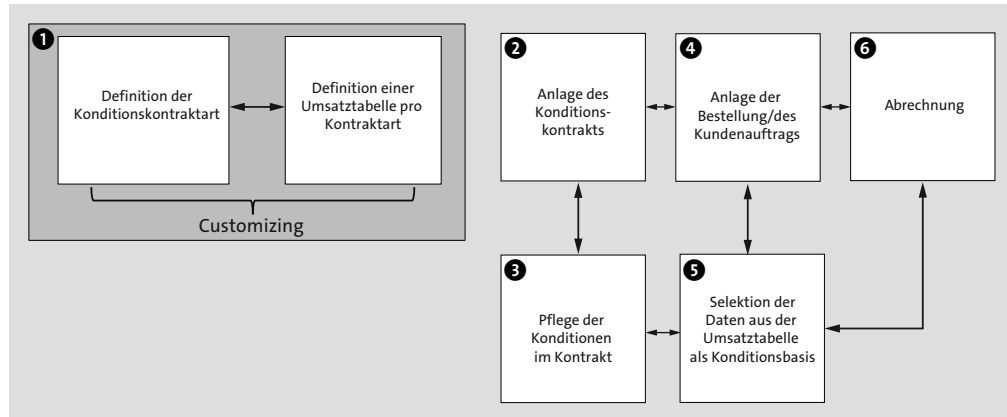 1
Definition der
Konditionskontraktart
Definition einer
Umsatztabelle pro
Kontraktart
Customizing
2
Anlage des
Konditions-
kontrakts
4
Anlage der
Bestellung/des
Kundenauftrags
6
Abrechnung
3
Pflege der
Konditionen
im Kontrakt
5
Selektion der
Daten aus der
Umsatztabelle
als Konditionsbasis